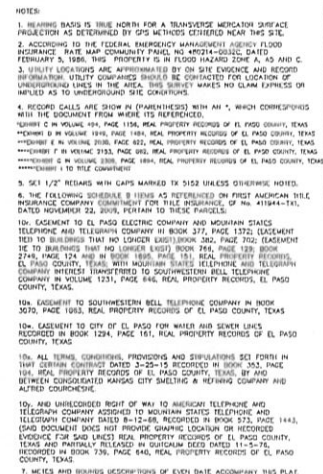 NOTES:
1. BEARING BASIS IS TRUE NORTH FOR A TRANSVERSE MERCATOR SURFACE
PROJECTION AS DETERMINED BY GPS METHODS CENTERED NEAR THIS SITE.
2. ACCORDING TO THE FEDERAL EMERGENCY MANAGEMENT AGENCY FLOOD
INSURANCE RATE MAP COMMUNITY PANEL NO 480214-0032C, DATED
FEBRUARY 5, 1986, THIS PROPERTY IS IN FLOOD HAZARD ZONE A, A5 AND C.
3. UTILITY LOCATIONS ARE APPROXIMATED BY ON SITE EVIDENCE AND RECORD
INFORMATION. UTILITY COMPANIES SHOULD BE CONTACTED FOR LOCATION OF
UNDERGROUND LINES IN THE AREA. THIS SURVEY MAKES NO CLAIM EXPRESS OR
IMPLIED AS TO UNDERGROUND SITE CONDITIONS.
4. RECORD CALLS ARE SHOW IN (PARENTHESIS) WITH AN *, WHICH CORRESPONDS
WITH THE DOCUMENT FROM WHERE ITS REFERENCED.
*EXHIBIT C IN VOLUME 494, PAGE 1156, REAL PROPERTY RECORDS OF EL PASO COUNTY, TEXAS
**EXHIBIT D IN VOLUME 1949, PAGE 1484, REAL PROPERTY RECORDS OF EL PASO COUNTY, TEXAS
***EXHIBIT E IN VOLUME 2030, PAGE 622, REAL PROPERTY RECORDS OF EL PASO COUNTY, TEXAS
****EXHIBIT F IN VOLUME 3153, PAGE 602, REAL PROPERTY RECORDS OF EL PASO COUNTY, TEXAS
*****EXHIBIT G IN VOLUME 2309, PAGE 1884, REAL PROPERTY RECORDS OF EL PASO COUNTY, TEXAS
******EXHIBIT 1 TO TITLE COMMITMENT
5. SET 1/2" REBARS WITH CAPS MARKED TX 5152 UNLESS OTHERWISE NOTED.
6. THE FOLLOWING SCHEDULE B ITEMS AS REFERENCED ON FIRST AMERICAN TITLE
INSURANCE COMPANY COMMITMENT FOR TITLE INSURANCE, GF No. 411944-TX1,
DATED NOVEMBER 22, 2009, PERTAIN TO THESE PARCELS:
10r. EASEMENT TO EL PASO ELECTRIC COMPANY AND MOUNTAIN STATES
TELEPHONE AND TELEGRAPH COMPANY IN BOOK 377, PAGE 1372; (EASEMENT
TIED TO BUILDINGS THAT NO LONGER EXIST) BOOK 382, PAGE 702; (EASEMENT
TIE TO BUILDINGS THAT NO LONGER EXIST) BOOK 766, PAGE 129; BOOK
2749, PAGE 124 AND IN BOOK 1695, PAGE 151, REAL PROPERTY RECORDS,
EL PASO COUNTY, TEXAS; WITH MOUNTAIN STATES TELEPHONE AND TELEGRAPH
COMPANY INTEREST TRANSFERRED TO SOUTHWESTERN BELL TELEPHONE
COMPANY IN VOLUME 1231, PAGE 646, REAL PROPERTY RECORDS, EL PASO
COUNTY, TEXAS.
10s. EASEMENT TO SOUTHWESTERN BELL TELEPHONE COMPANY IN BOOK
3070, PAGE 1063, REAL PROPERTY RECORDS OF EL PASO COUNTY, TEXAS
10w. EASEMENT TO CITY OF EL PASO FOR WATER AND SEWER LINES
RECORDED IN BOOK 1294, PAGE 161, REAL PROPERTY RECORDS OF EL PASO
COUNTY, TEXAS.
10x. ALL TERMS, CONDITIONS, PROVISIONS AND STIPULATIONS SET FORTH IN
THAT CERTAIN CONTRACT DATED 3-25-15 RECORDED IN BOOK 353, PAGE
104, REAL PROPERTY RECORDS OF EL PASO COUNTY, TEXAS, BY AND
BETWEEN CONSOLIDATED KANSAS CITY SMELTING & REFINING COMPANY AND
ALFRED COURCHESNE.
10y. AND UNRECORDED RIGHT OF WAY TO AMERICAN TELEPHONE AND
TELEGRAPH COMPANY ASSIGNED TO MOUNTAIN STATES TELEPHONE AND
TELEGRAPH COMPANY DATED 8-12-68, RECORDED IN BOOK 573, PAGE 1443,
(SAID DOCUMENT DOES NOT PROVIDE GRAPHIC LOCATION OR RECORDED
EVIDENCE FOR SAID LINES) REAL PROPERTY RECORDS OF EL PASO COUNTY,
TEXAS AND PARTIALLY RELEASED IN QUITCLAIM DEED DATED 11-5-76,
RECORDED IN BOOK 739, PAGE 640, REAL PROPERTY RECORDS OF EL PASO
COUNTY, TEXAS.
7. METES AND BOUNDS DESCRIPTIONS OF EVEN DATE ACCOMPANY THIS PLAT